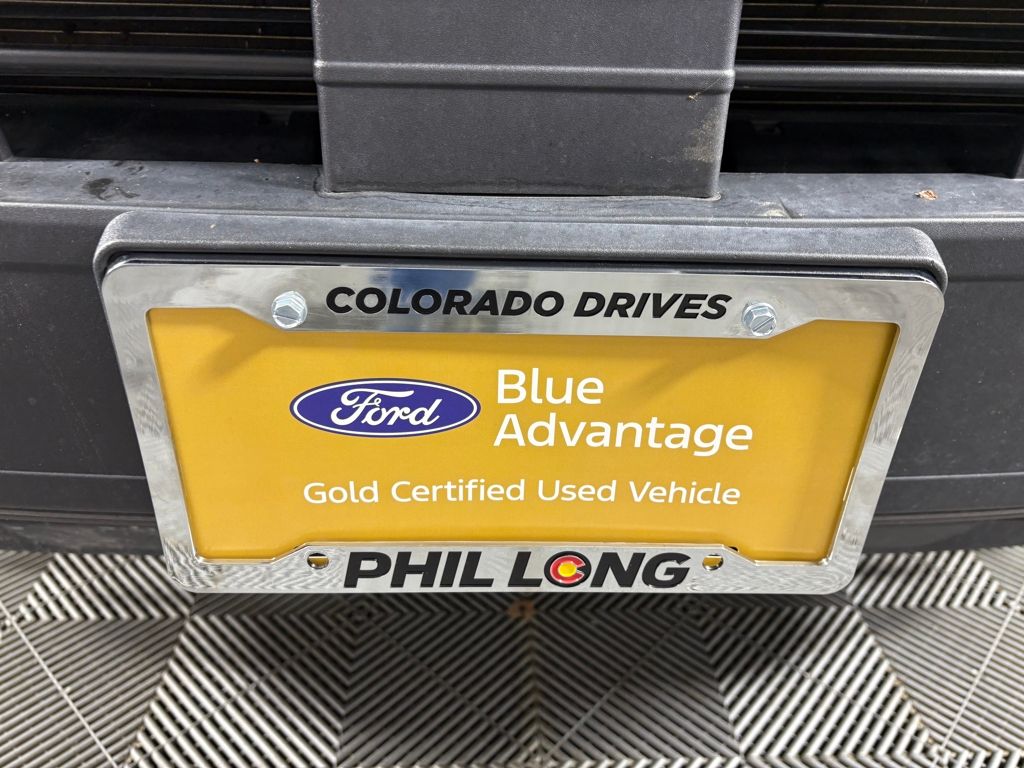 COLORADO DRIVES
Ford
Blue
Advantage
Gold Certified Used Vehicle
PHIL LONG